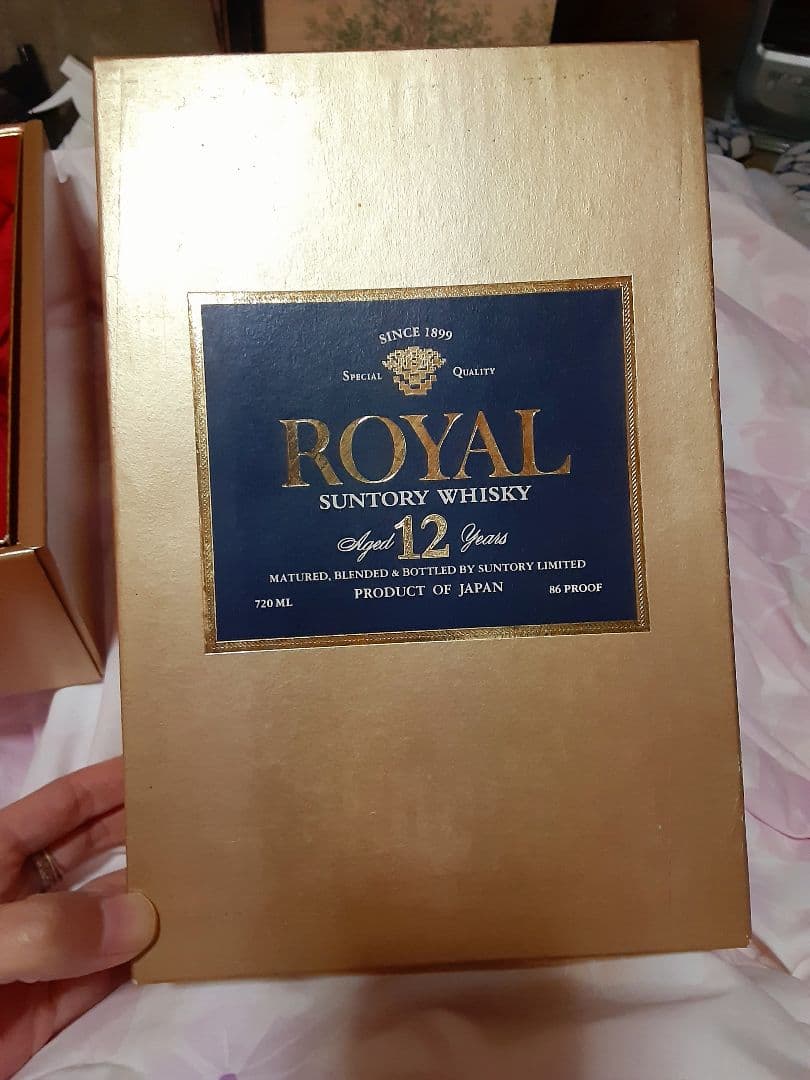 SINCE 1899
SPECIAL QUALITY
ROYAL
SUNTORY WHISKY
Aged 12 Years
MATURED, BLENDED & BOTTLED BY SUNTORY LIMITED
720 ML PRODUCT OF JAPAN 86 PROOF